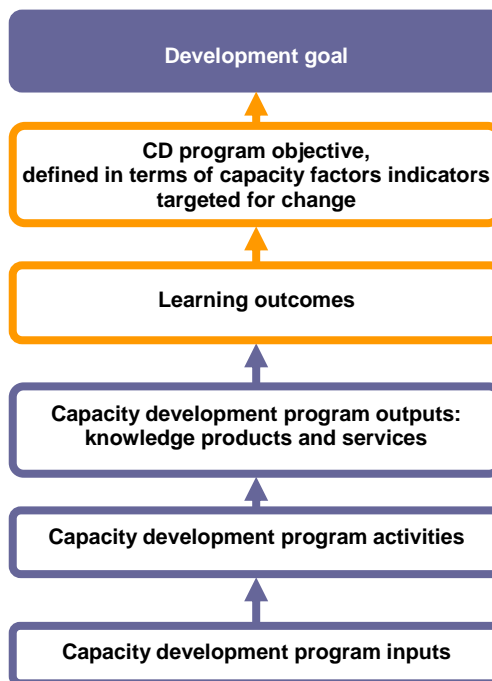 Development goal
CD program objective,
defined in terms of capacity factors indicators
targeted for change
Learning outcomes
Capacity development program outputs:
knowledge products and services
Capacity development program activities
Capacity development program inputs